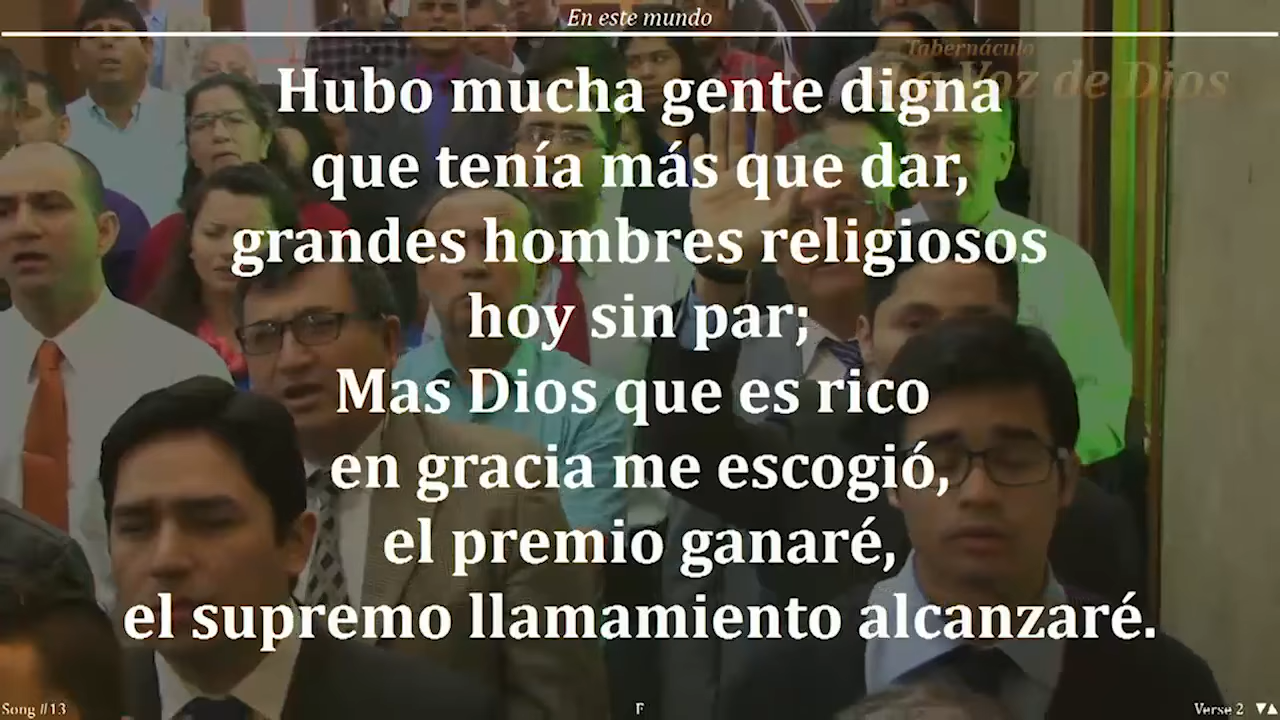 En este mundo
Tabernáculo
La Voz de Dios
Hubo mucha gente digna
que tenía más que dar,
grandes hombres religiosos
hoy sin par;
Mas Dios que es rico
en gracia me escogió,
el premio ganaré,
el supremo llamamiento alcanzaré.
Song #13
F
Verse 2 ▼▲